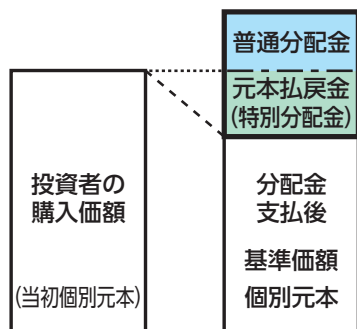 普通分配金
元本払戻金
(特別分配金)
投資者の
購入価額
(当初個別元本)
分配金
支払後
基準価額
個別元本